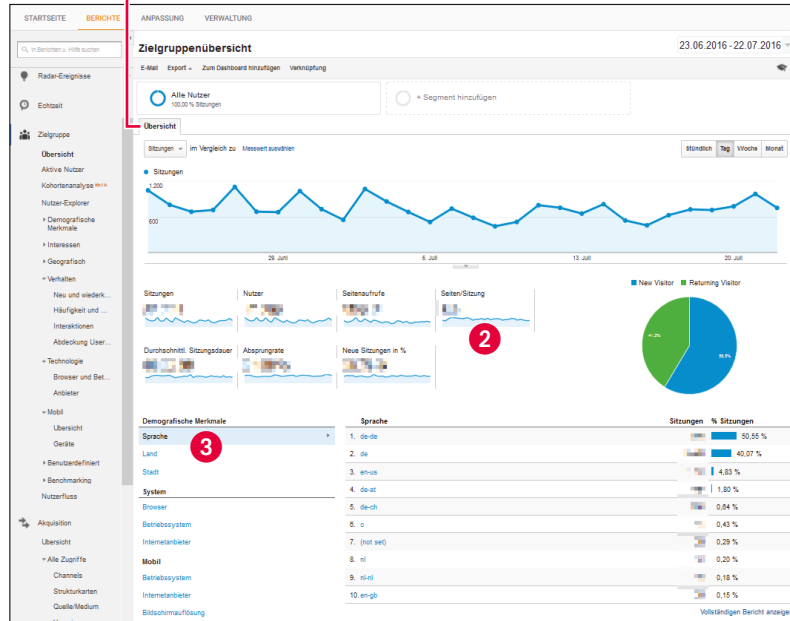 STARTSEITE BERICHTE ANPASSUNG VERWALTUNG
In Berichten u. Hilfe suchen
Radar-Ereignisse
Echtzeit
Zielgruppe
Übersicht
Aktive Nutzer
Kohortenanalyse
Nutzer-Explorer
Demografische
Merkmale
Interessen
Geografisch
Verhalten
Neu und wiederk...
Häufigkeit und ...
Interaktionen
Abdeckung User...
Technologie
Browser und Bet...
Anbieter
Mobil
Übersicht
Geräte
Benutzerdefiniert
Benchmarking
Nutzerfluss
Akquisition
Übersicht
Alle Zugriffe
Channels
Strukturkarten
Quelle/Medium
Zielgruppenübersicht
23.06.2016 - 22.07.2016
E-Mail Export Zum Dashboard hinzufügen Verknüpfung
Alle Nutzer
100,00 % Sitzungen
+ Segment hinzufügen
Übersicht
Sitzungen im Vergleich zu Messwert auswählen
Stündlich Tag Woche Monat
Sitzungen
1.200
600
29. Juni 6. Juli 13. Juli 20. Juli
New Visitor Returning Visitor
Sitzungen Nutzer Seitenaufrufe Seiten/Sitzung
2
41,2%
Durchschnittl. Sitzungsdauer Absprungrate Neue Sitzungen in %
Demografische Merkmale
Sprache
3
Land
Stadt
System
Browser
Betriebssystem
Internetanbieter
Mobil
Betriebssystem
Internetanbieter
Bildschirmauflösung
Sprache Sitzungen % Sitzungen
1. de-de 50,55 %
2. de 40,07 %
3. en-us 4,83 %
4. de-at 1,80 %
5. de-ch 0,64 %
6. c 0,43 %
7. (not set) 0,29 %
8. nl 0,20 %
9. nl-nl 0,18 %
10. en-gb 0,15 %
Vollständigen Bericht anzeigen